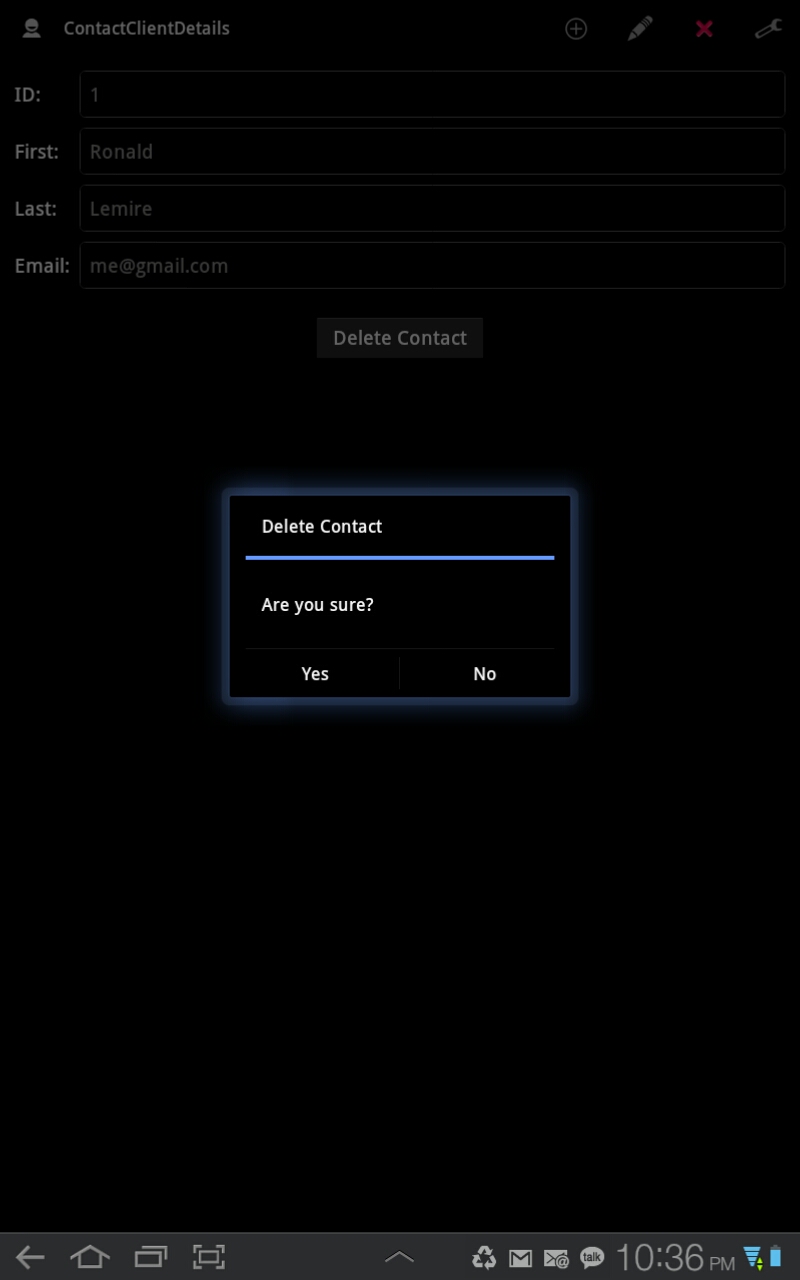 ContactClientDetails
ID: 1
First: Ronald
Last: Lemire
Email: me@gmail.com
Delete Contact
Delete Contact
Are you sure?
Yes No
talk 10:36 PM